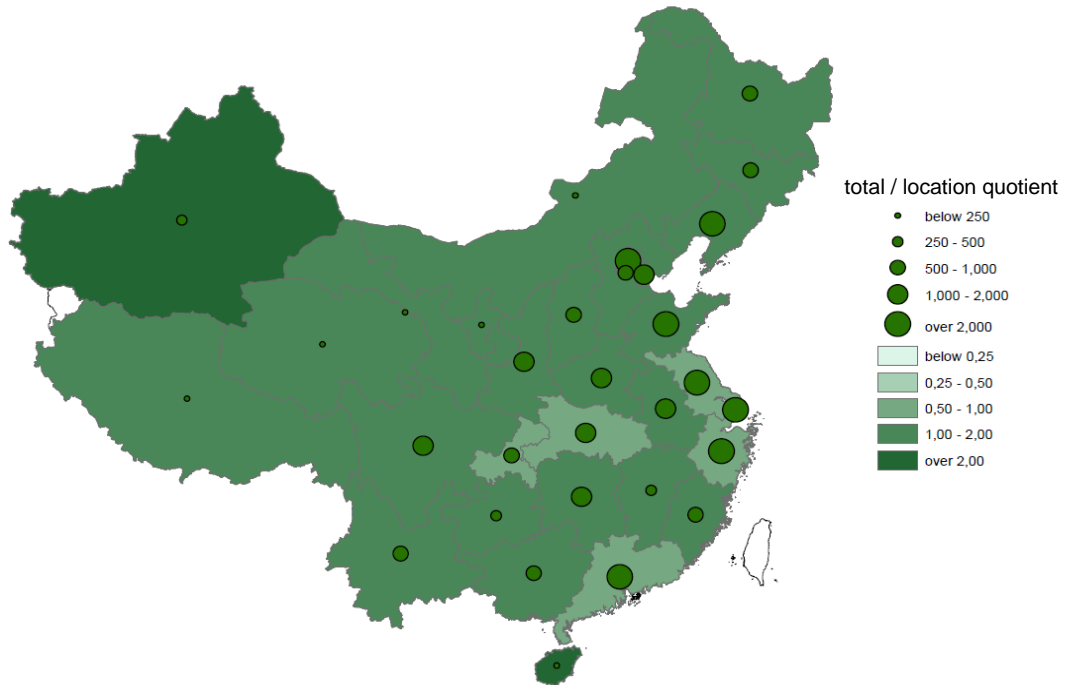 total / location quotient
below 250
250 - 500
500 - 1,000
1,000 - 2,000
over 2,000
below 0,25
0,25 - 0,50
0,50 - 1,00
1,00 - 2,00
over 2,00